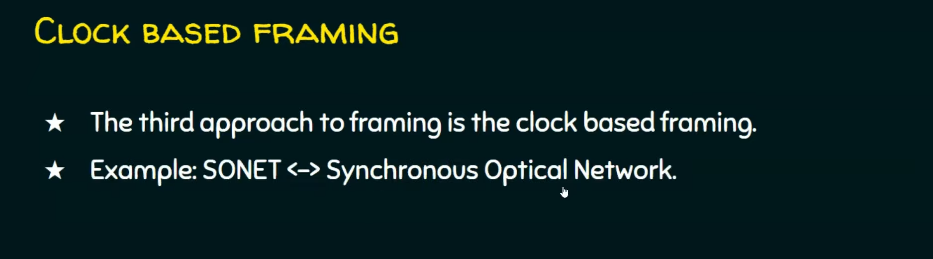 CLOCK BASED FRAMING
★ The third approach to framing is the clock based framing.
★ Example: SONET <-> Synchronous Optical Network.